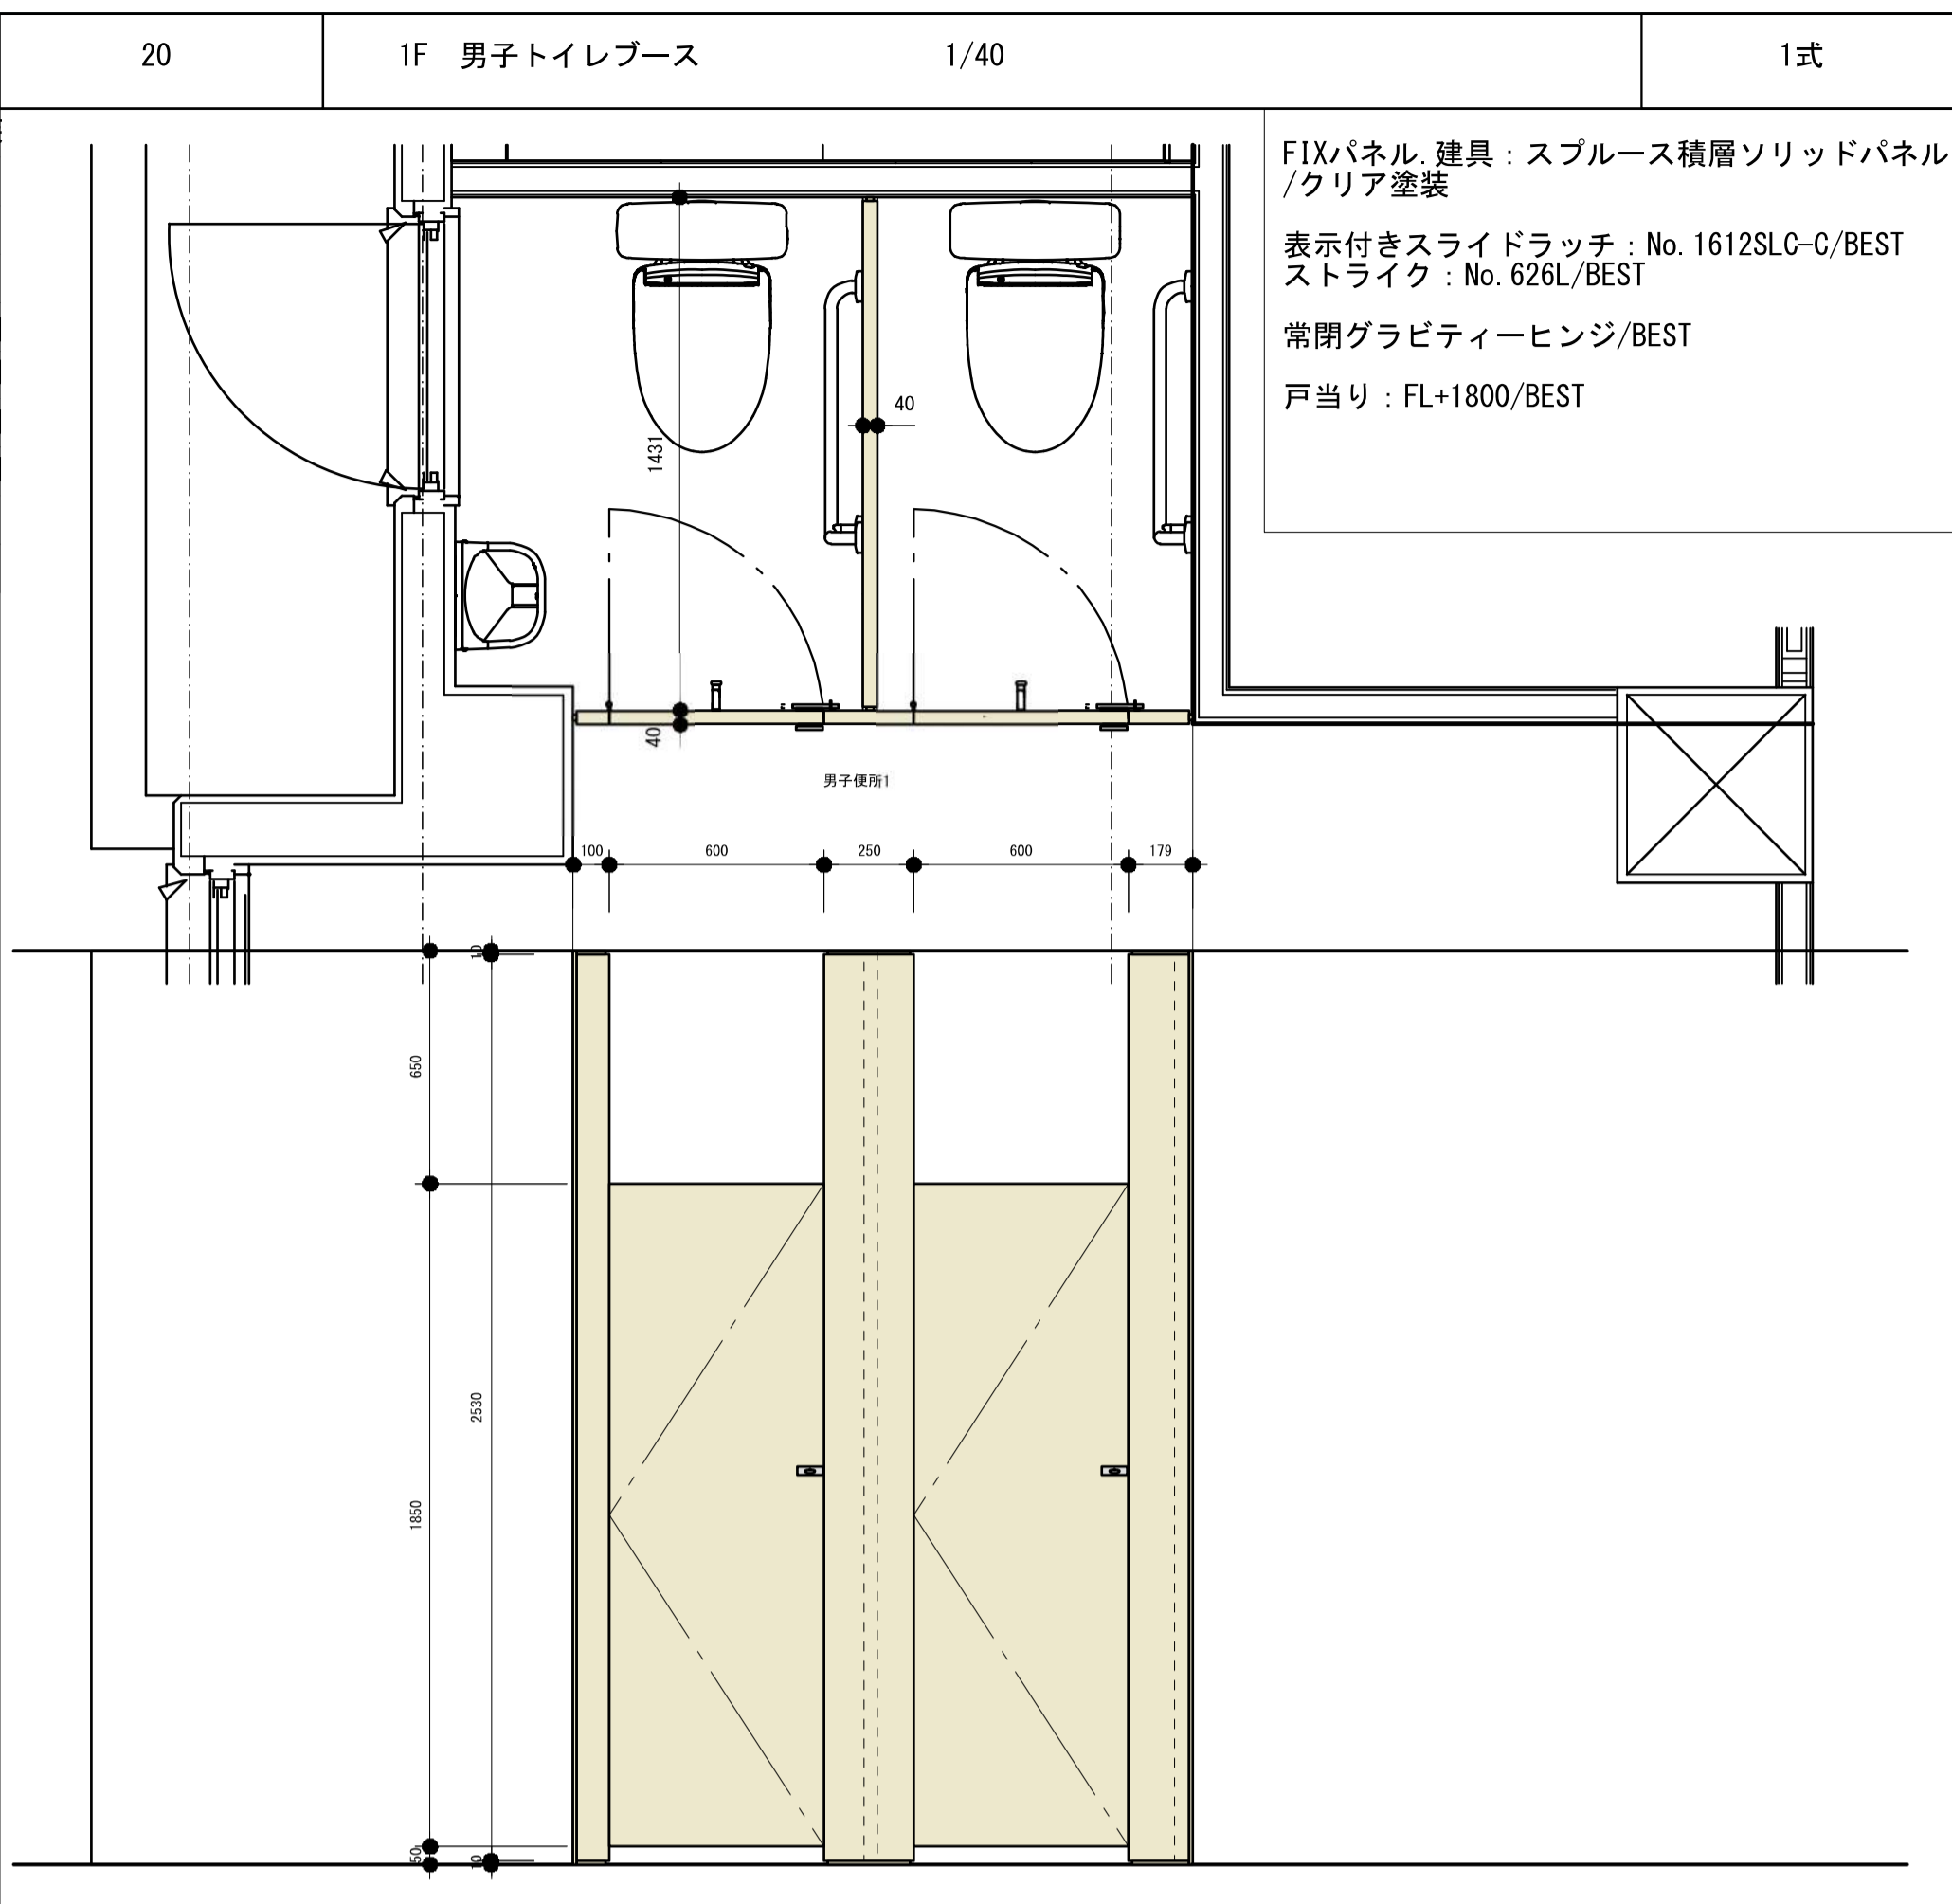 20
1F 男子トイレブース 1/40
1式
FIXパネル.建具：スプルース積層ソリッドパネル
/クリア塗装
表示付きスライドラッチ：No.1612SLC-C/BEST
ストライク：No.626L/BEST
常閉グラビティーヒンジ/BEST
戸当り：FL+1800/BEST
40
1431
40
男子便所1
100 600 250 600 179
10
650
2530
1850
50
10